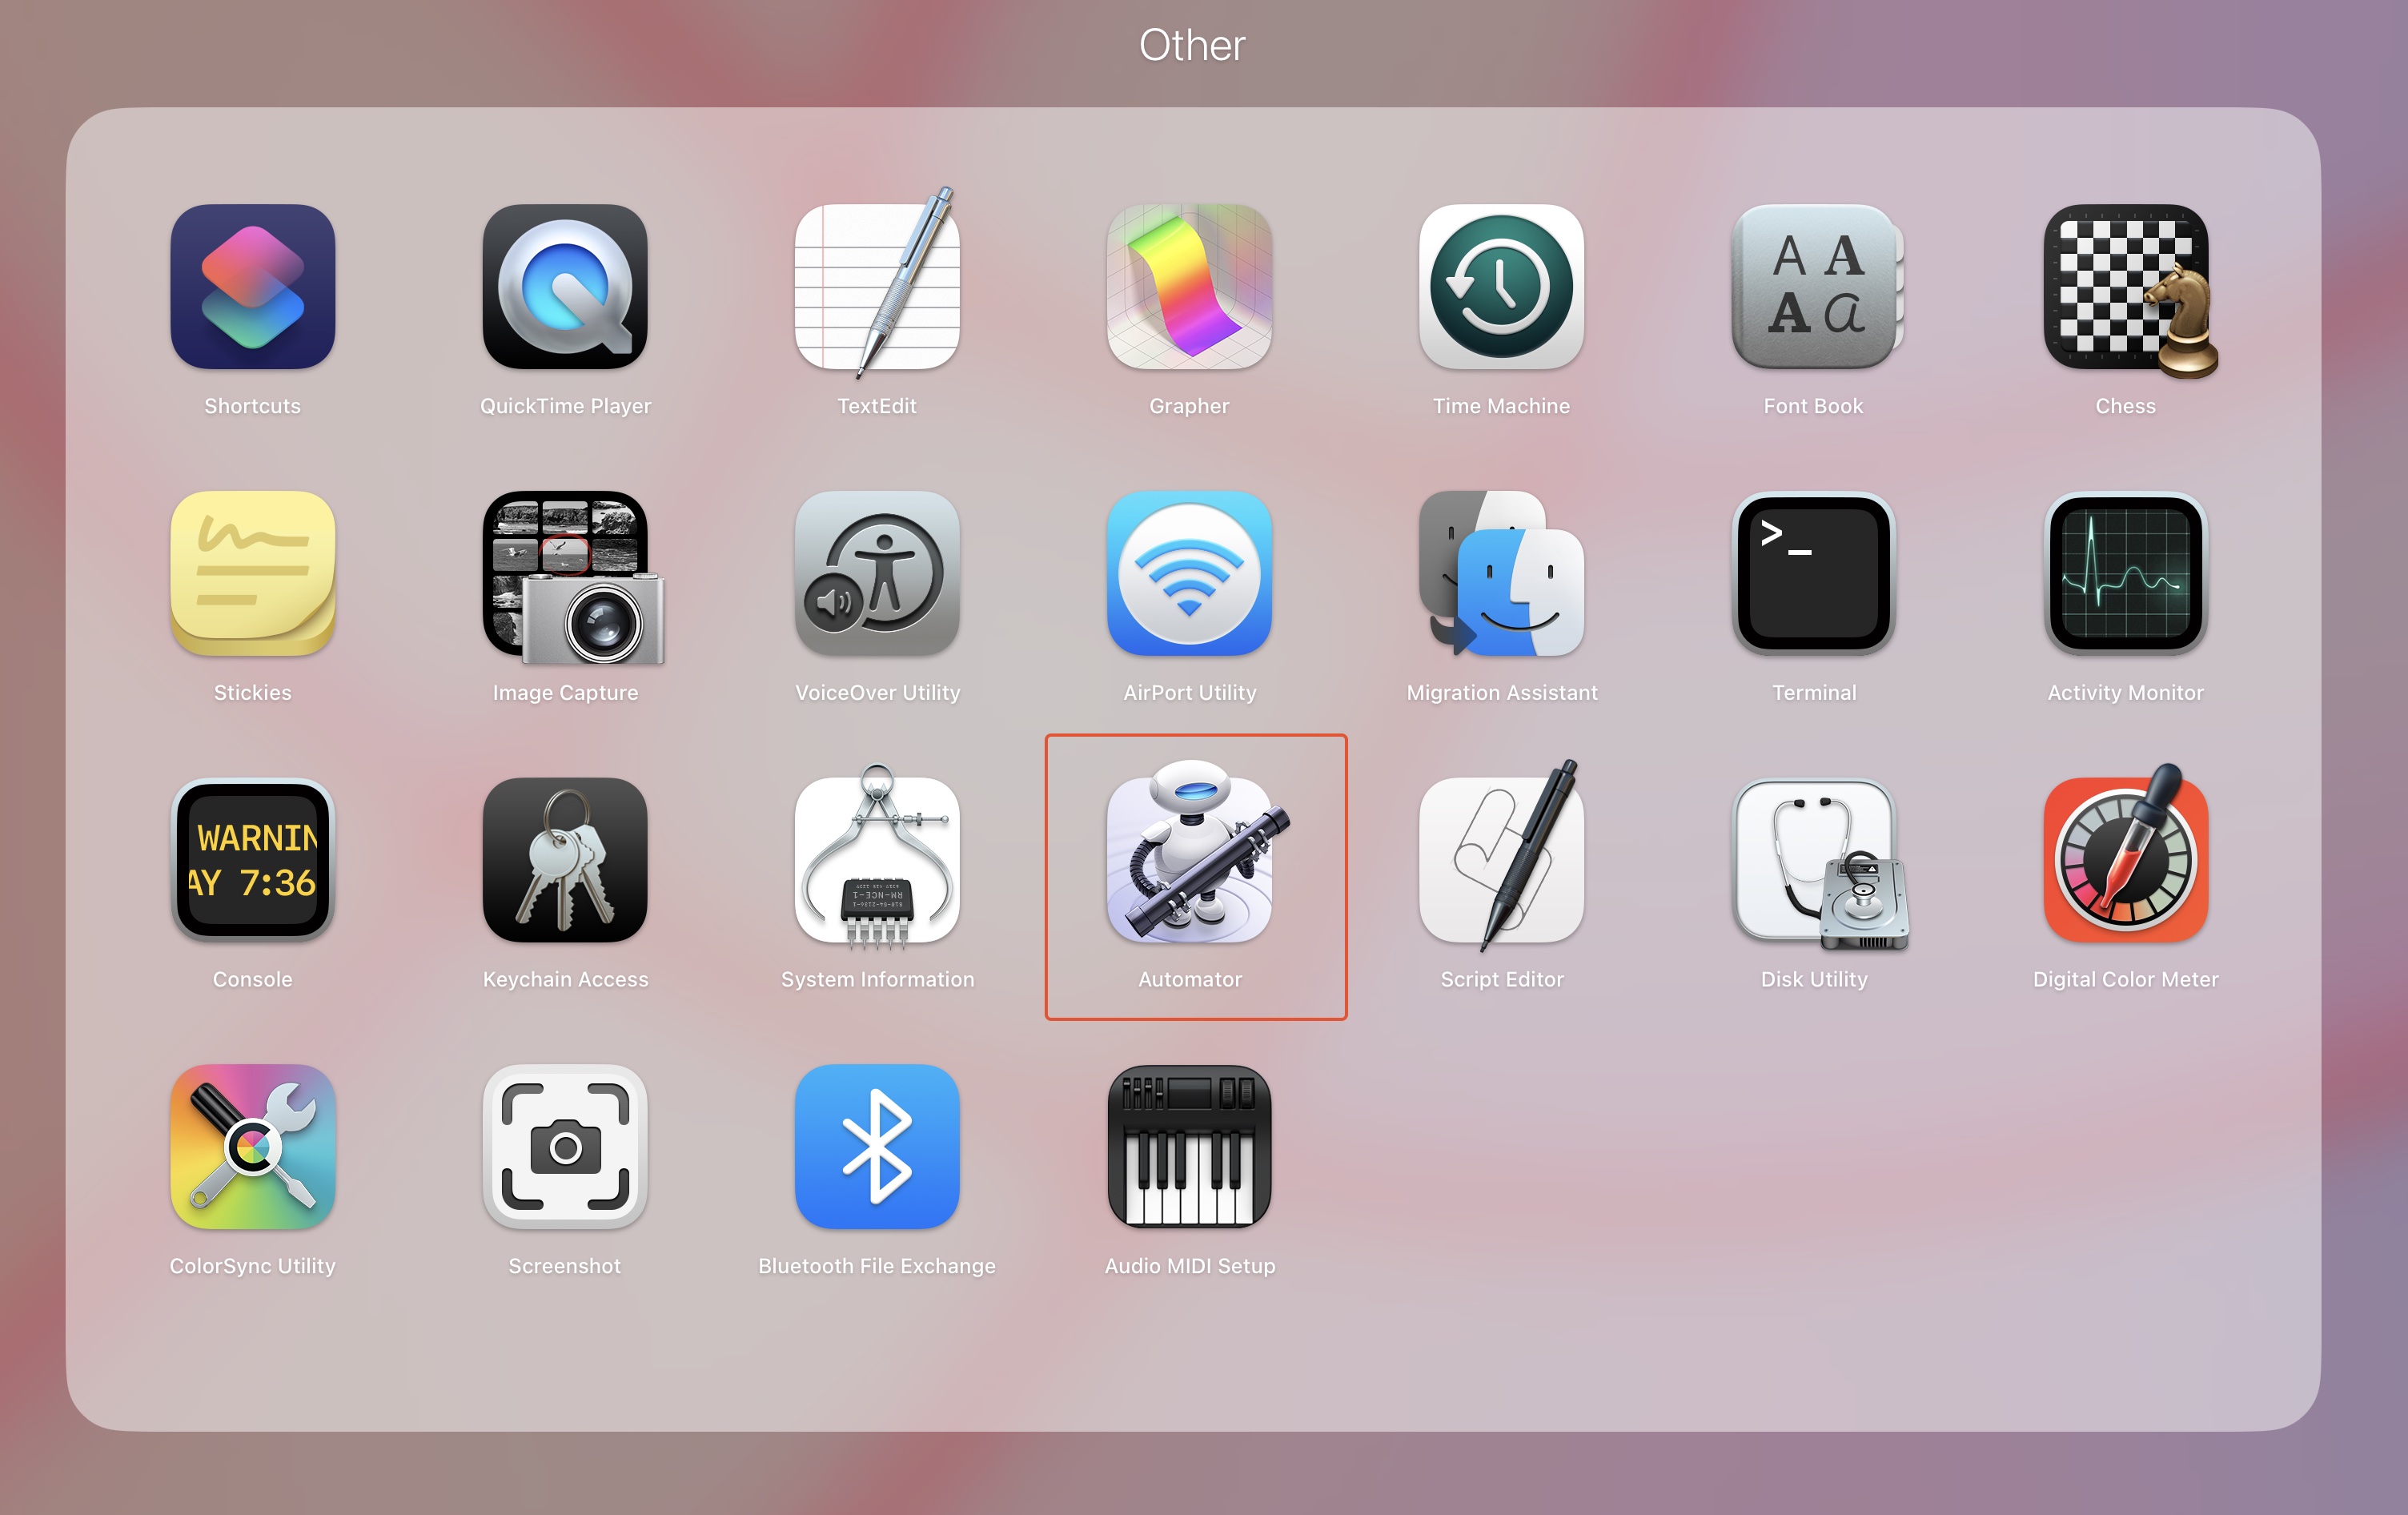 Other
Shortcuts
QuickTime Player
TextEdit
Grapher
Time Machine
Font Book
Chess
A A
A a
Stickies
Image Capture
VoiceOver Utility
AirPort Utility
Migration Assistant
Terminal
Activity Monitor
>_
Console
Keychain Access
System Information
Automator
Script Editor
Disk Utility
Digital Color Meter
WARNIN
AY 7:36
ColorSync Utility
Screenshot
Bluetooth File Exchange
Audio MIDI Setup